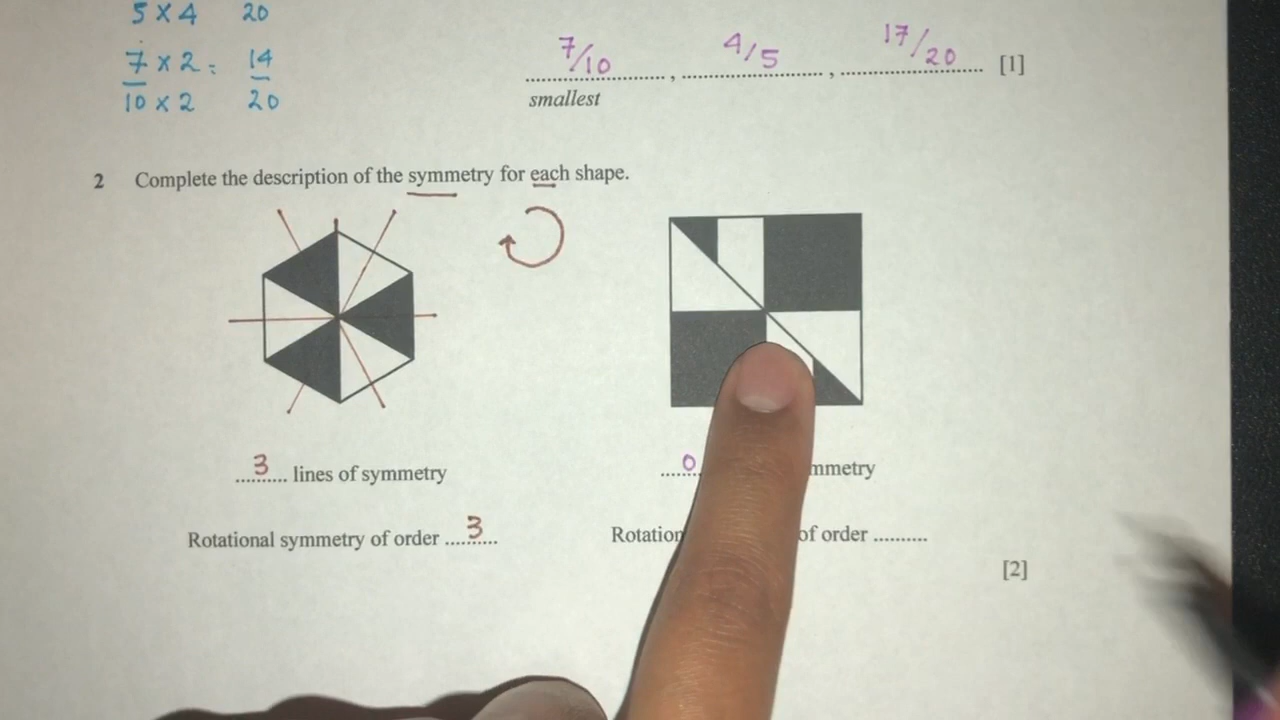 5 × 4 20
7 × 2 = 14
10 × 2 20
7/10 , 4/5 , 17/20 [1]
smallest
2 Complete the description of the symmetry for each shape.
3 lines of symmetry
0
Rotational symmetry of order 3
of order
[2]